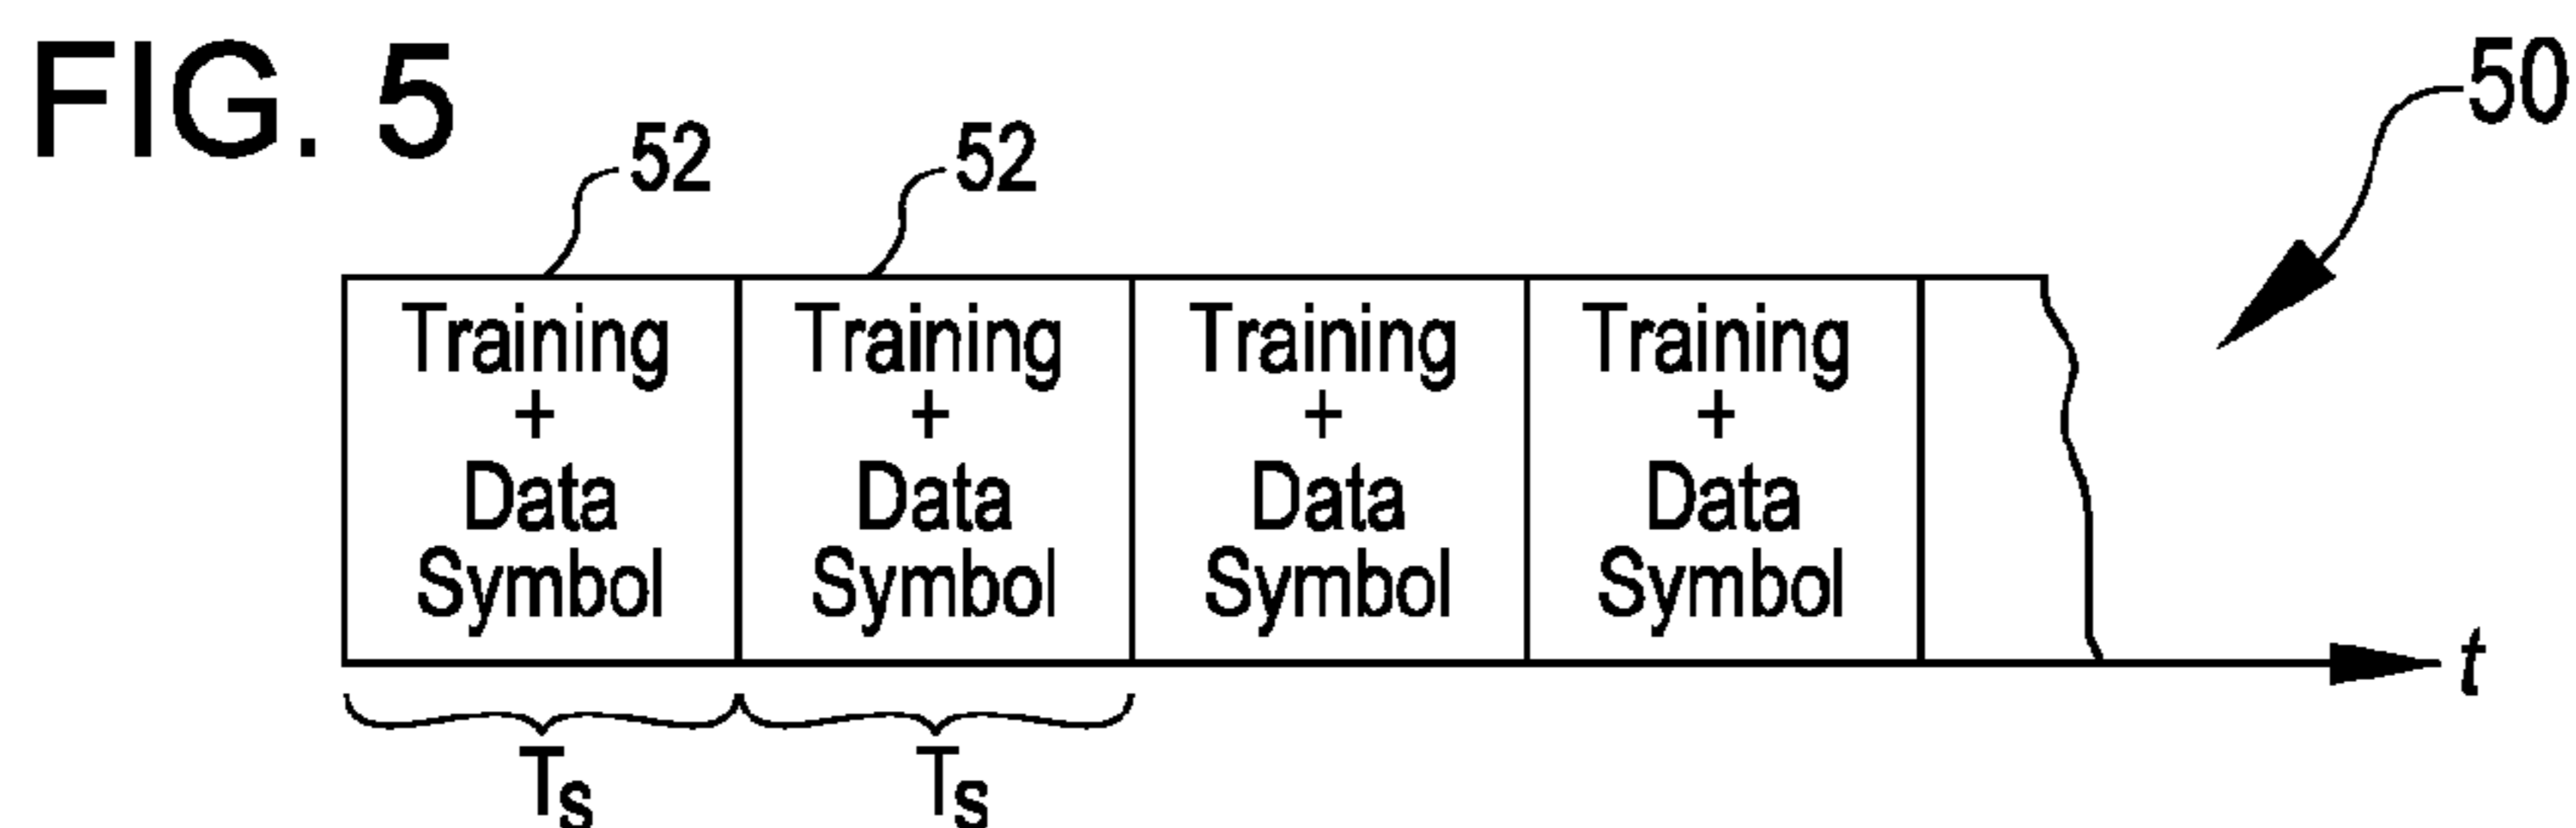 FIG. 5
50
52 52
Training Training Training Training
+ + + +
Data Data Data Data
Symbol Symbol Symbol Symbol
t
Ts Ts